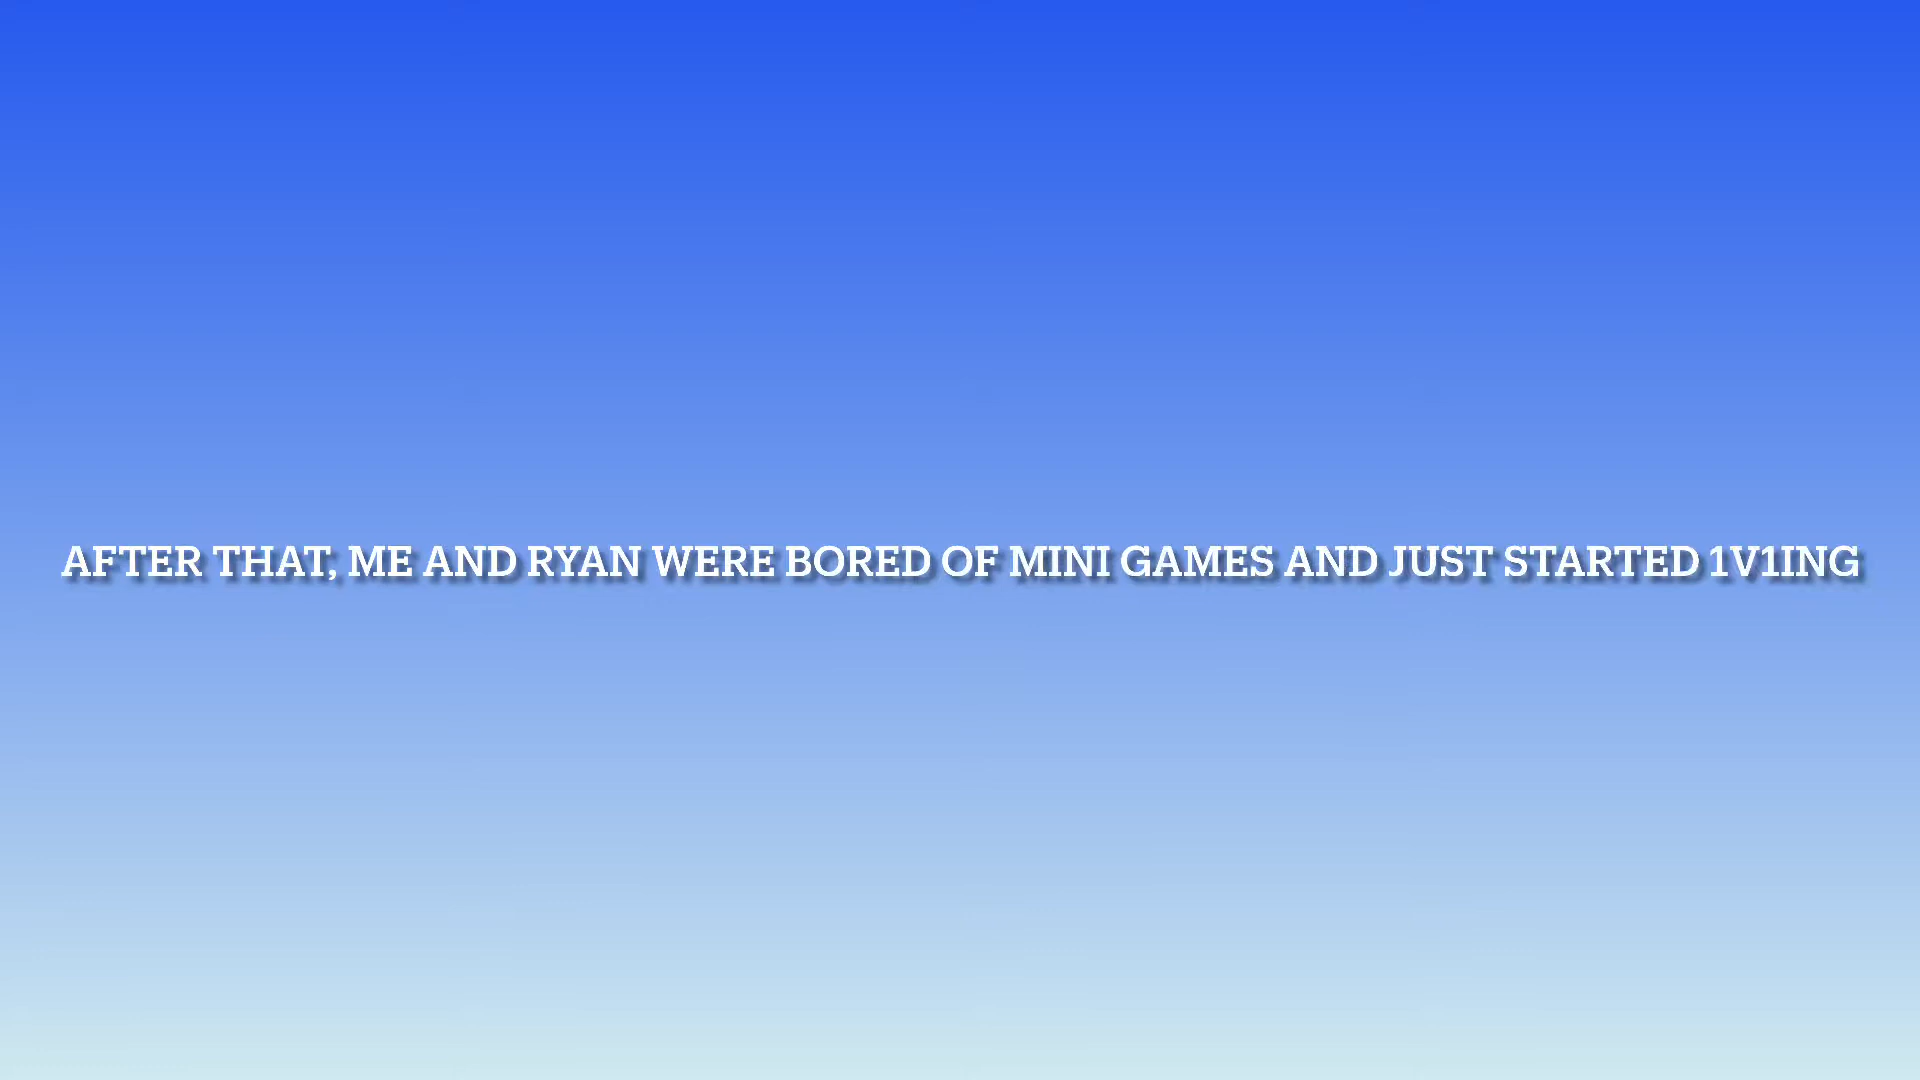 AFTER THAT, ME AND RYAN WERE BORED OF MINI GAMES AND JUST STARTED 1V1ING